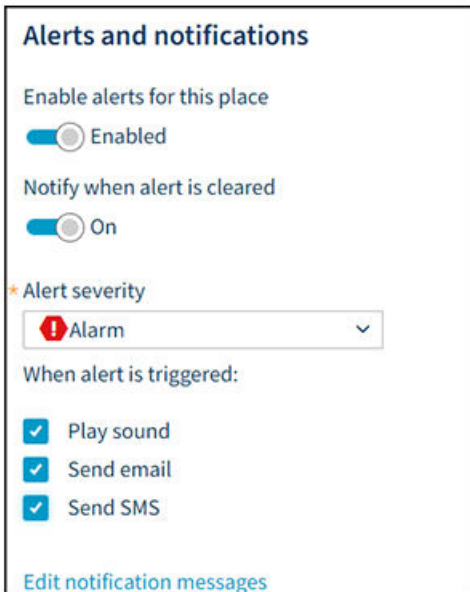 Alerts and notifications
Enable alerts for this place
Enabled
Notify when alert is cleared
On
* Alert severity
Alarm
When alert is triggered:
Play sound
Send email
Send SMS
Edit notification messages